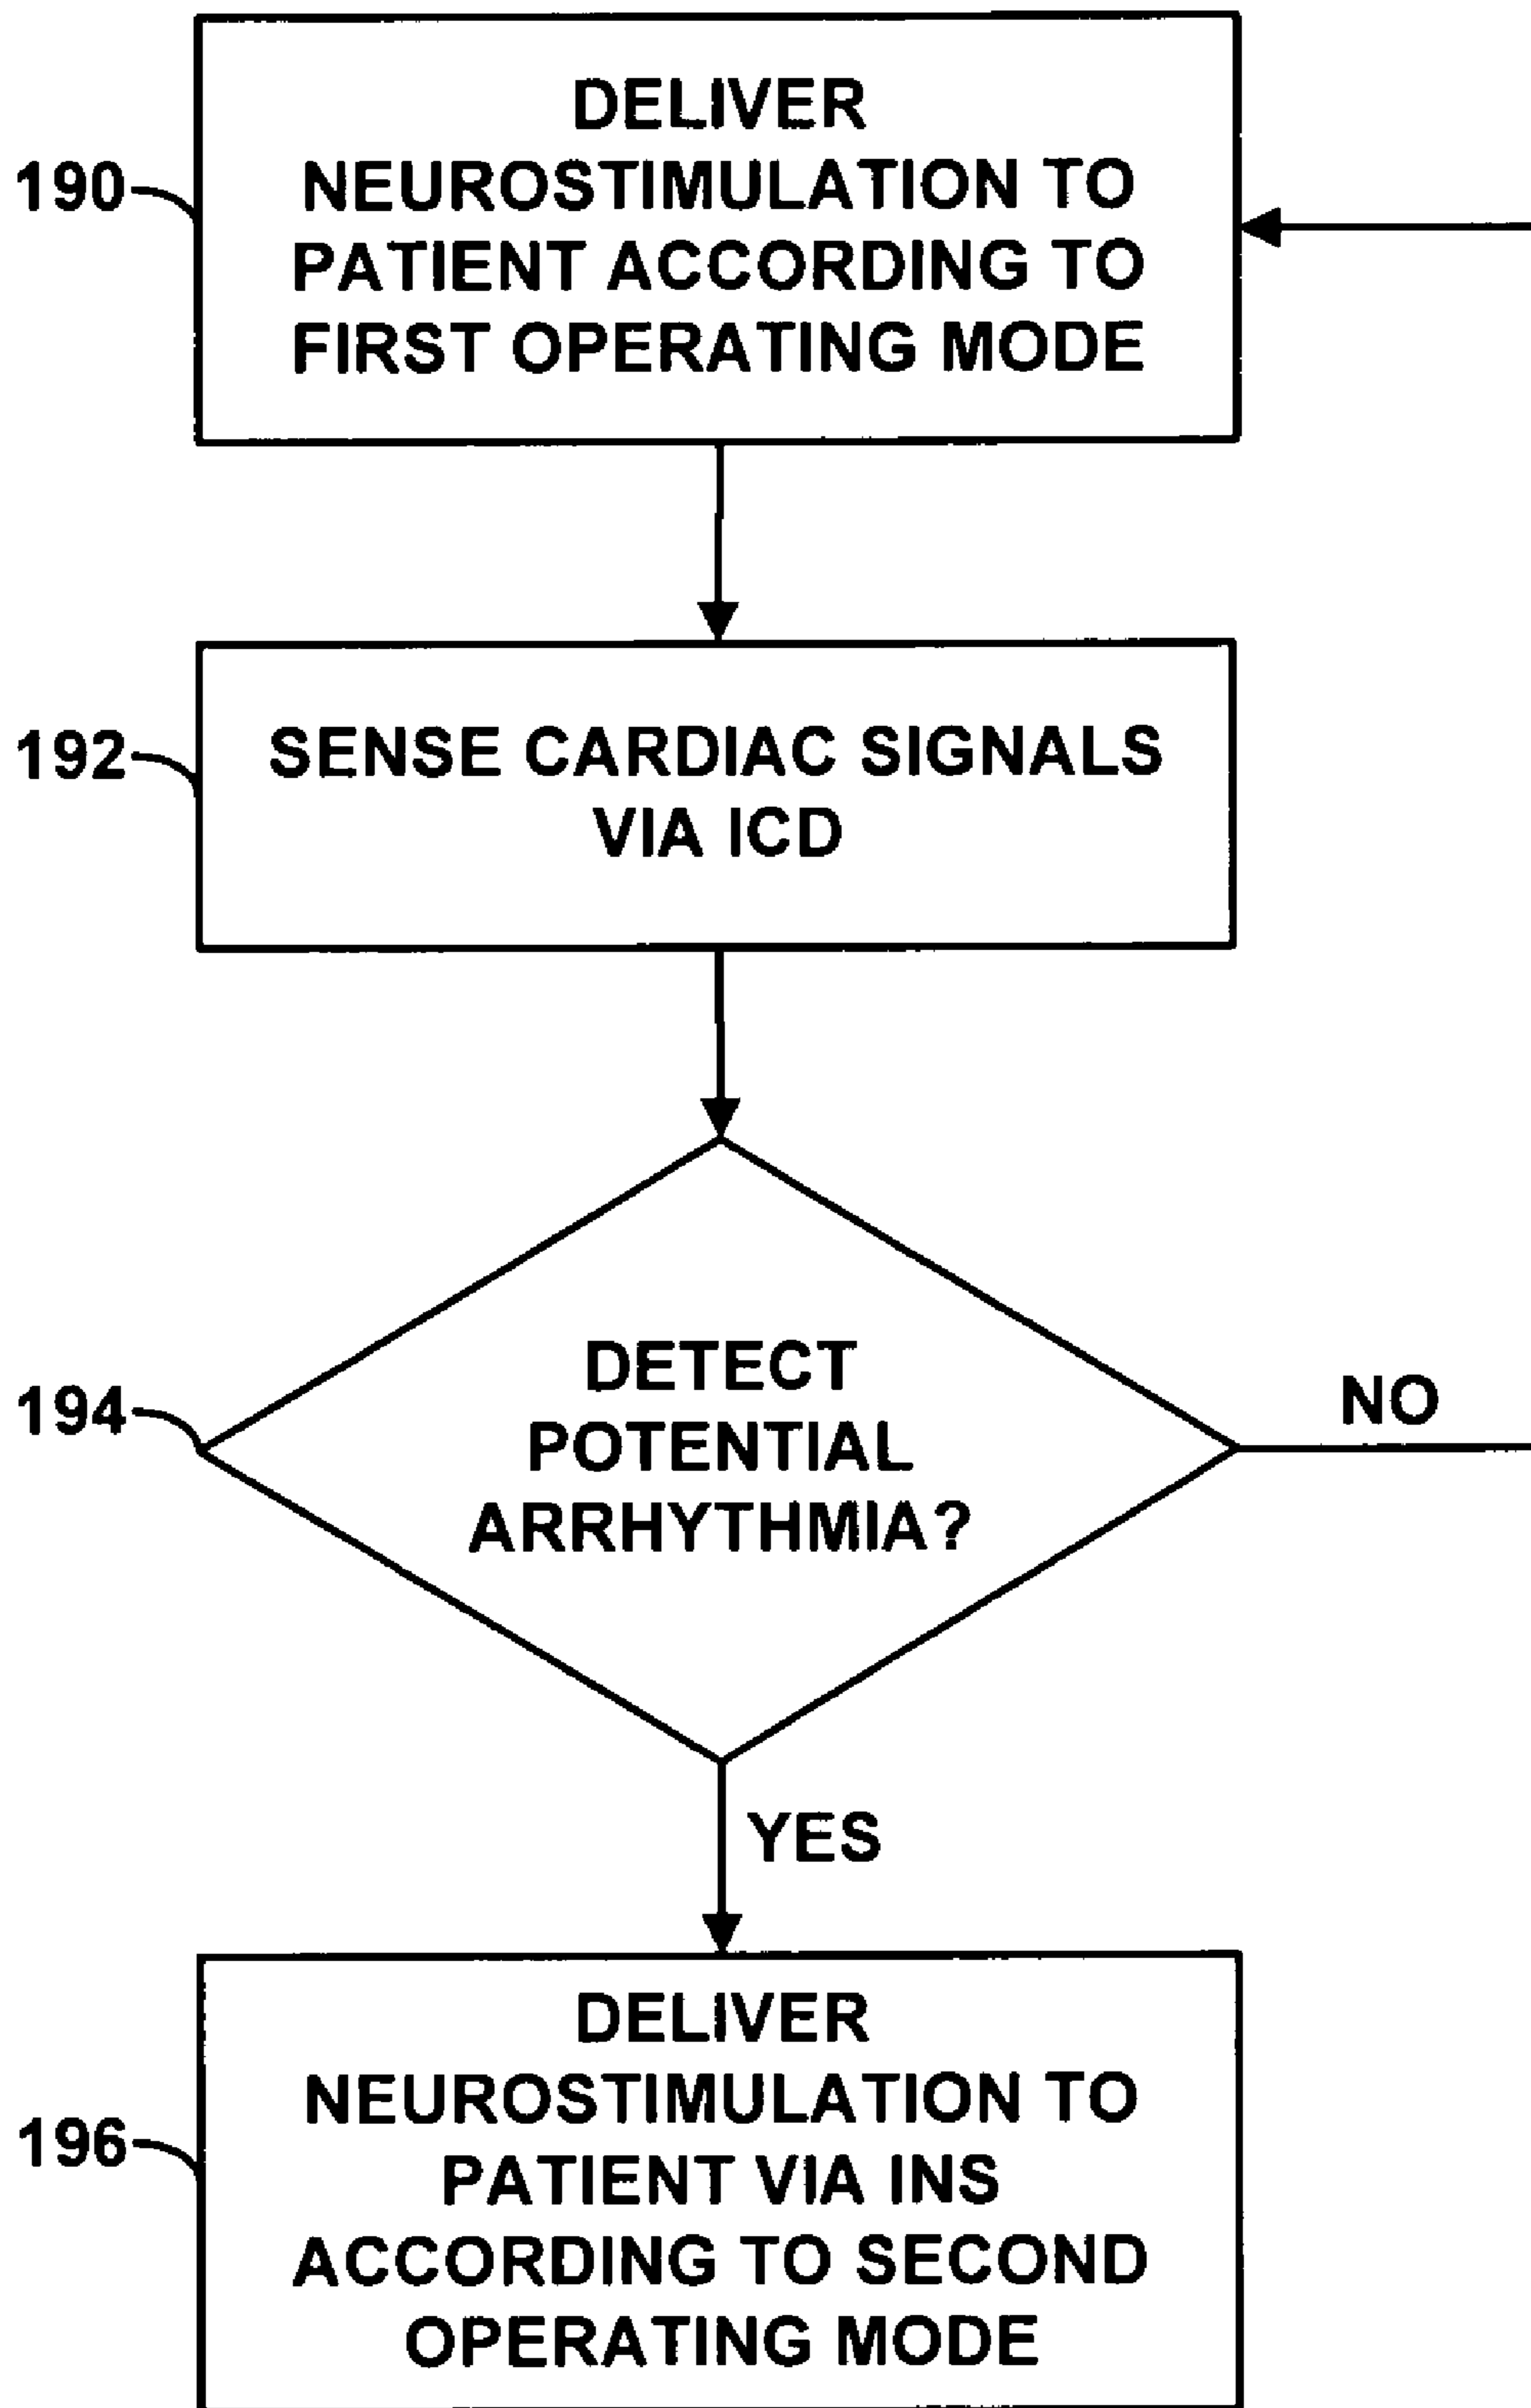 DELIVER
190
NEUROSTIMULATION TO
PATIENT ACCORDING TO
FIRST OPERATING MODE
192
SENSE CARDIAC SIGNALS
VIA ICD
DETECT
194
POTENTIAL
ARRHYTHMIA?
NO
YES
DELIVER
NEUROSTIMULATION TO
196
PATIENT VIA INS
ACCORDING TO SECOND
OPERATING MODE